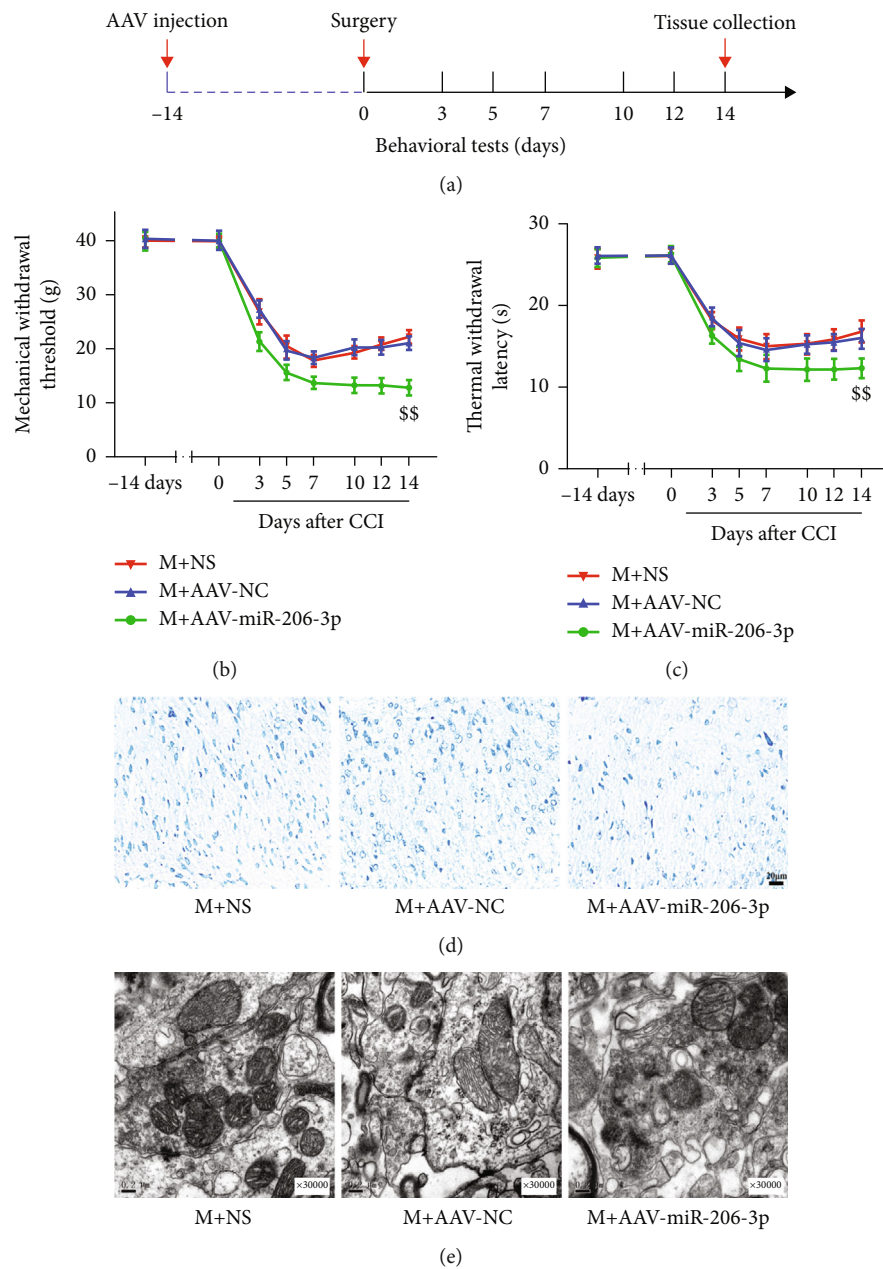 AAV injection Surgery Tissue collection
–14 0 3 5 7 10 12 14
Behavioral tests (days)
(a)
Mechanical withdrawal
threshold (g)
40
30
20
10
0
$$
–14 days 0 3 5 7 10 12 14
Days after CCI
M+NS
M+AAV-NC
M+AAV-miR-206-3p
(b)
Thermal withdrawal
latency (s)
30
20
10
0
$$
–14 days 0 3 5 7 10 12 14
Days after CCI
M+NS
M+AAV-NC
M+AAV-miR-206-3p
(c)
20μm
M+NS M+AAV-NC M+AAV-miR-206-3p
(d)
×30000 ×30000 ×30000
M+NS M+AAV-NC M+AAV-miR-206-3p
(e)